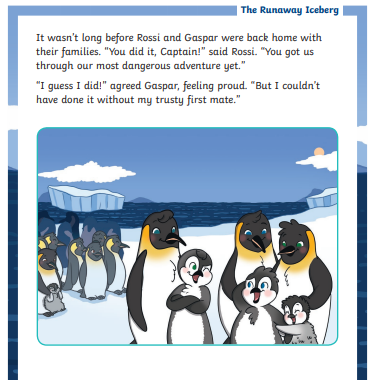 The Runaway Iceberg
It wasn't long before Rossi and Gaspar were back home with
their families. “You did it, Captain!” said Rossi. “You got us
through our most dangerous adventure yet.”
“I guess I did!” agreed Gaspar, feeling proud. “But I couldn't
have done it without my trusty first mate.”